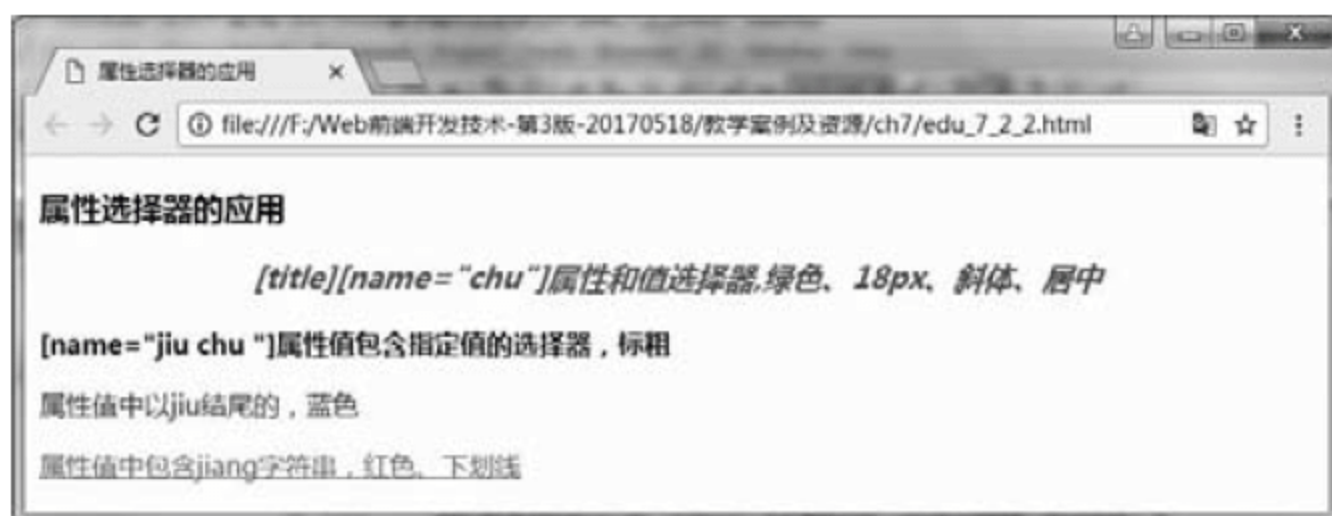 属性选择器的应用
file:///F:/Web前端开发技术-第3版-20170518/教学案例及资源/ch7/edu_7_2_2.html
属性选择器的应用
[title][name="chu"]属性和值选择器,绿色、18px、斜体、居中
[name="jiu chu "]属性值包含指定值的选择器，标粗
属性值中以jiu结尾的，蓝色
属性值中包含jiang字符串，红色、下划线